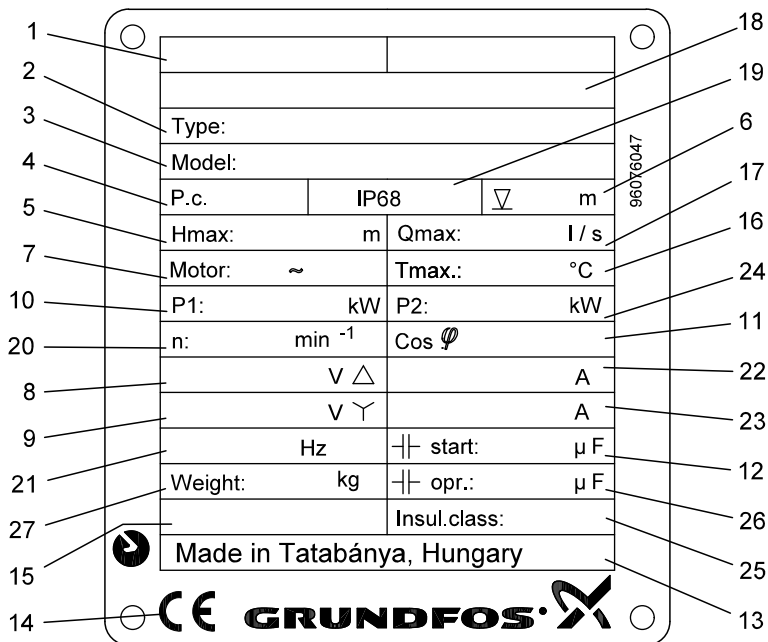 1
18
19
2
Type:
3
Model:
6
4
P.c. IP68 m
96076047
17
5
Hmax: m Qmax: l / s
16
7
Motor: ~ Tmax.: °C
24
10
P1: kW P2: kW
11
20
n: min -1 Cos φ
22
8
V △ A
23
9
V Y A
21
Hz start: µ F
12
27
Weight: kg opr.: µ F
26
15
Insul.class:
25
Made in Tatabánya, Hungary
13
14
CE GRUNDFOS